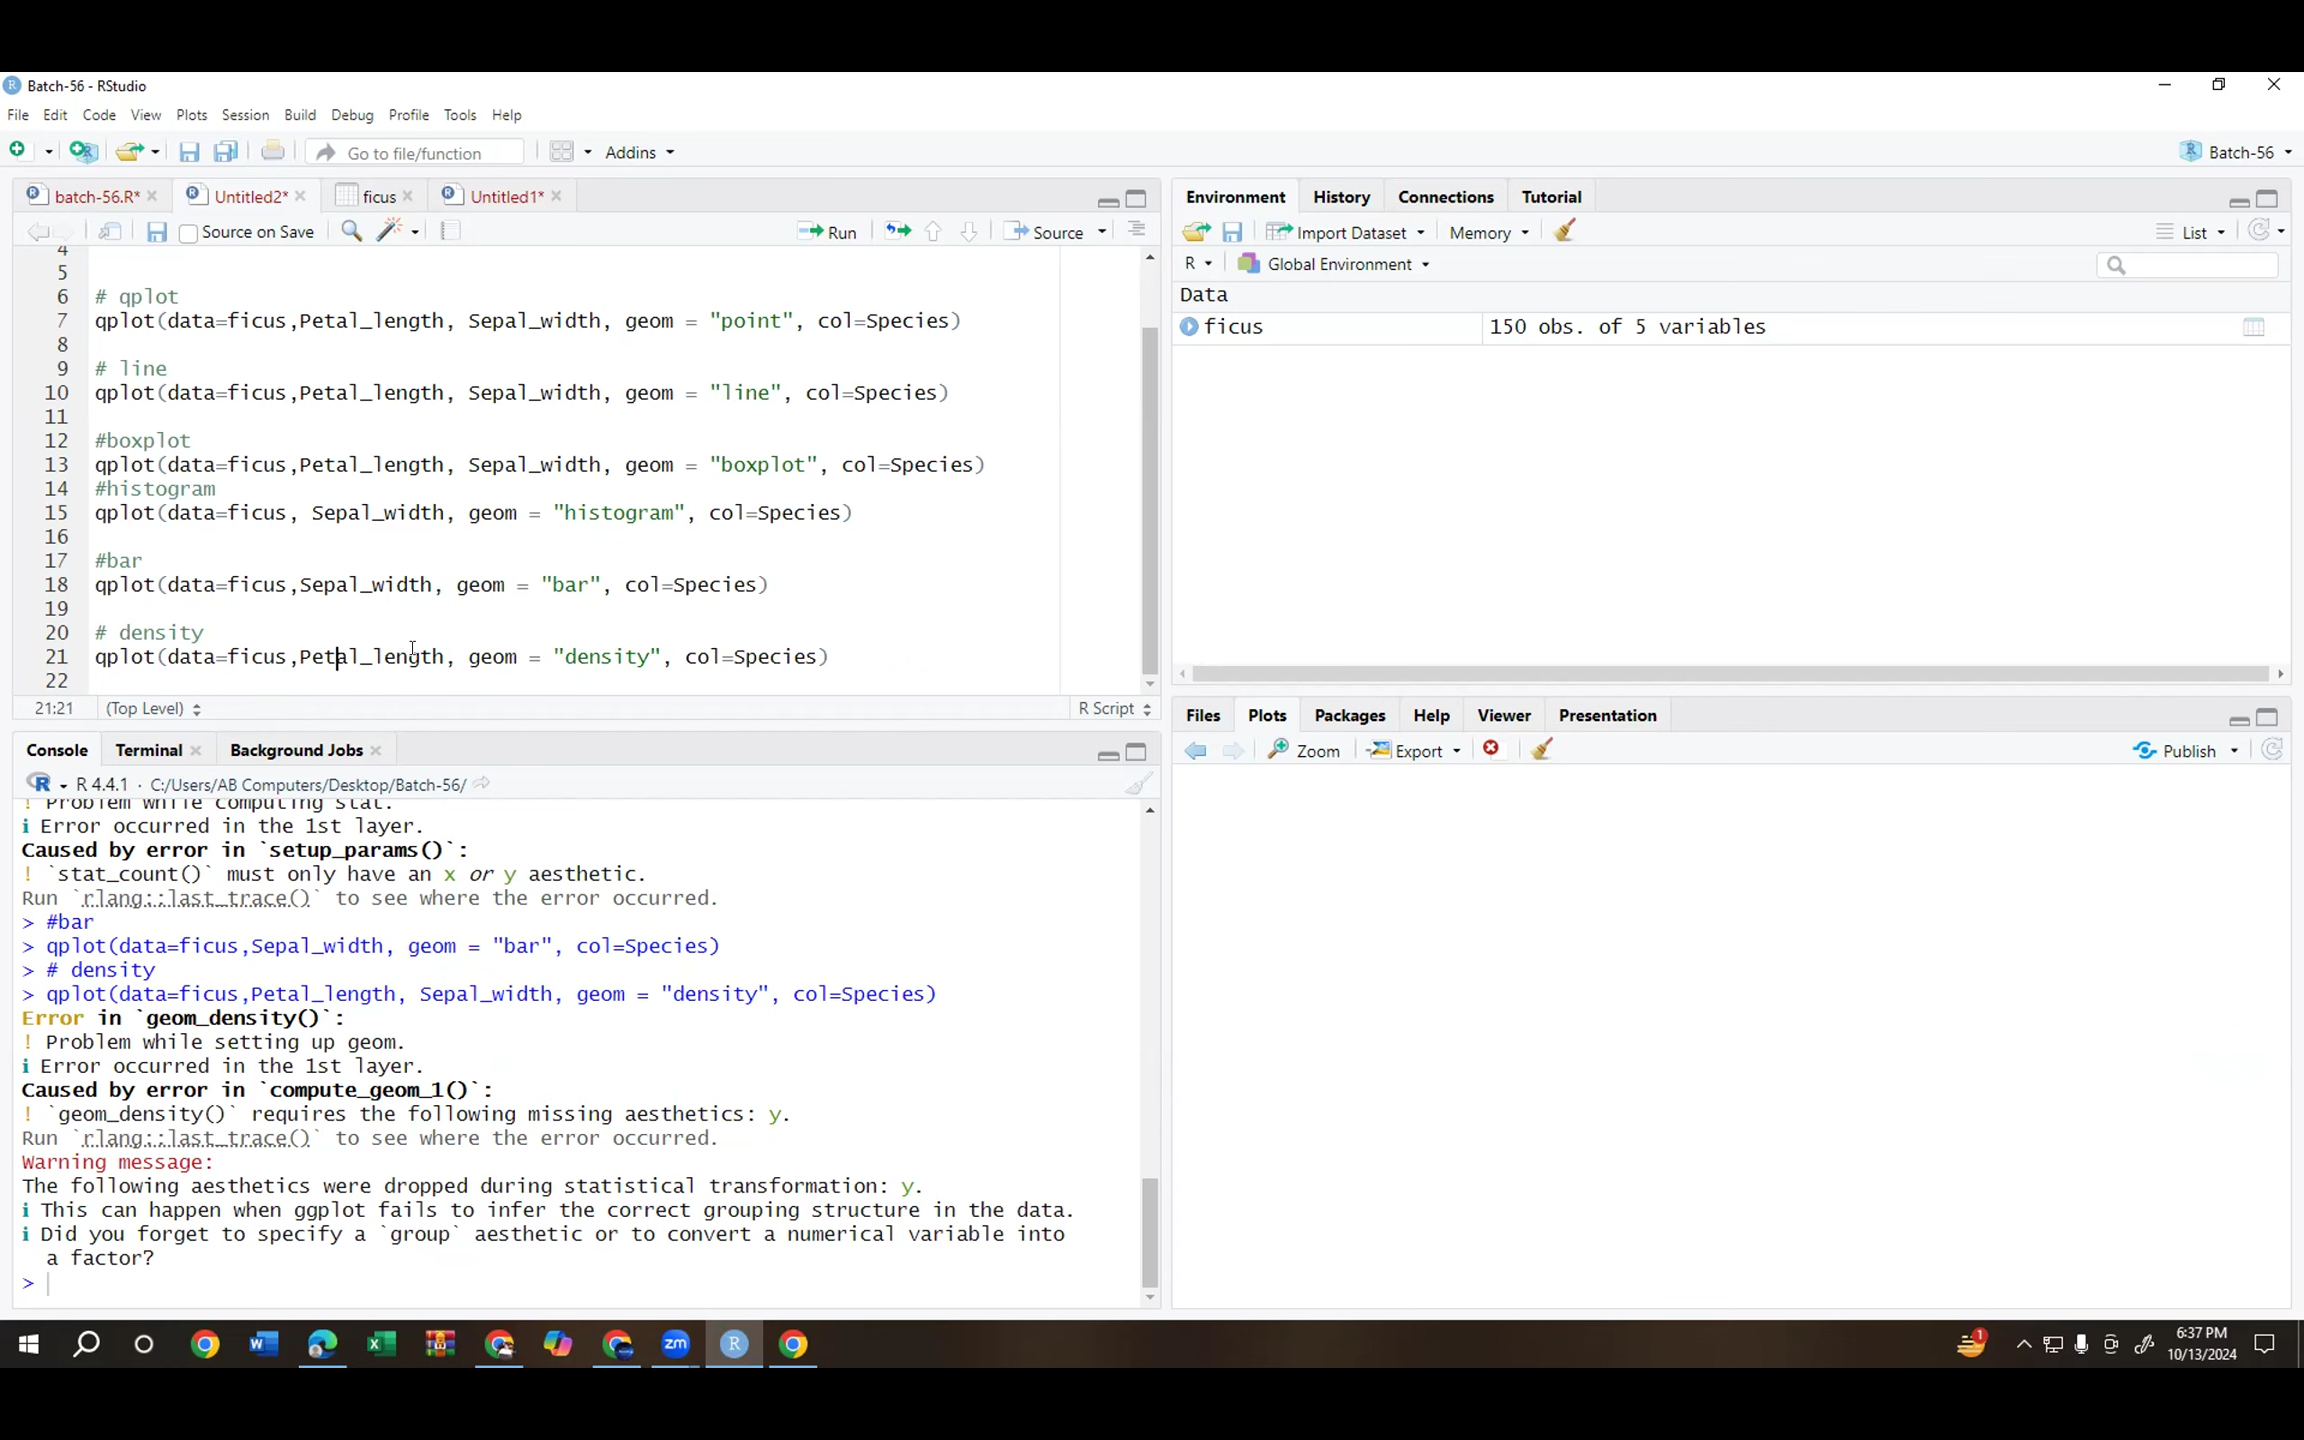 Batch-56 - RStudio
File Edit Code View Plots Session Build Debug Profile Tools Help
Go to file/function Addins Batch-56
batch-56.R* Untitled2* ficus Untitled1*
Source on Save Run Source
4
5
6 # qplot
7 qplot(data=ficus,Petal_length, Sepal_width, geom = "point", col=Species)
8
9 # line
10 qplot(data=ficus,Petal_length, Sepal_width, geom = "line", col=Species)
11
12 #boxplot
13 qplot(data=ficus,Petal_length, Sepal_width, geom = "boxplot", col=Species)
14 #histogram
15 qplot(data=ficus, Sepal_width, geom = "histogram", col=Species)
16
17 #bar
18 qplot(data=ficus,Sepal_width, geom = "bar", col=Species)
19
20 # density
21 qplot(data=ficus,Petal_length, geom = "density", col=Species)
22
21:21 (Top Level) R Script
Console Terminal Background Jobs
R 4.4.1 · C:/Users/AB Computers/Desktop/Batch-56/
! Problem while computing stat.
i Error occurred in the 1st layer.
Caused by error in `setup_params()`:
! `stat_count()` must only have an x or y aesthetic.
Run `rlang::last_trace()` to see where the error occurred.
> #bar
> qplot(data=ficus,Sepal_width, geom = "bar", col=Species)
> # density
> qplot(data=ficus,Petal_length, Sepal_width, geom = "density", col=Species)
Error in `geom_density()`:
! Problem while setting up geom.
i Error occurred in the 1st layer.
Caused by error in `compute_geom_1()`:
! `geom_density()` requires the following missing aesthetics: y.
Run `rlang::last_trace()` to see where the error occurred.
Warning message:
The following aesthetics were dropped during statistical transformation: y.
i This can happen when ggplot fails to infer the correct grouping structure in the data.
i Did you forget to specify a `group` aesthetic or to convert a numerical variable into
a factor?
>
Environment History Connections Tutorial
Import Dataset Memory List
R Global Environment
Data
ficus 150 obs. of 5 variables
Files Plots Packages Help Viewer Presentation
Zoom Export Publish
6:37 PM
10/13/2024